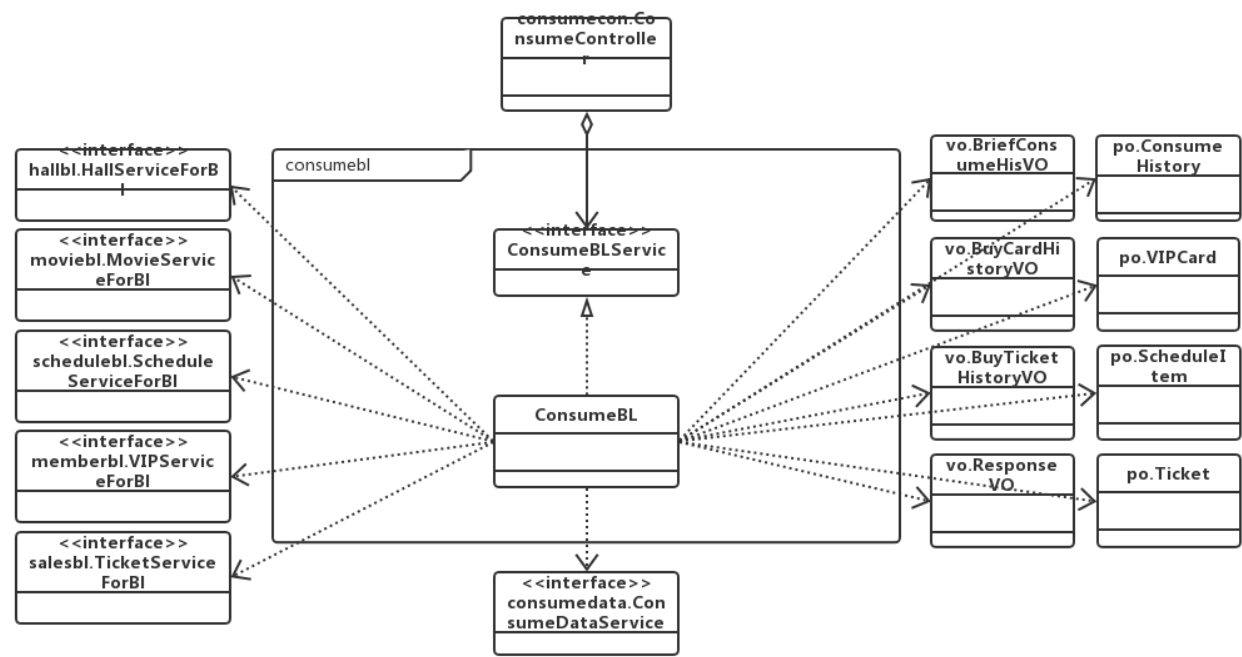 consumecon.Co
nsumeControlle
r
consumebl
<<interface>>
hallbl.HallServiceForB
l
<<interface>>
moviebl.MovieServic
eForBl
<<interface>>
schedulebl.Schedule
ServiceForBl
<<interface>>
memberbl.VIPServic
eForBl
<<interface>>
salesbl.TicketService
ForBl
<<interface>>
ConsumeBLServic
e
ConsumeBL
<<interface>>
consumedata.Con
sumeDataService
vo.BriefCons
umeHisVO
vo.BuyCardHi
storyVO
vo.BuyTicket
HistoryVO
vo.Response
VO
po.Consume
History
po.VIPCard
po.ScheduleI
tem
po.Ticket